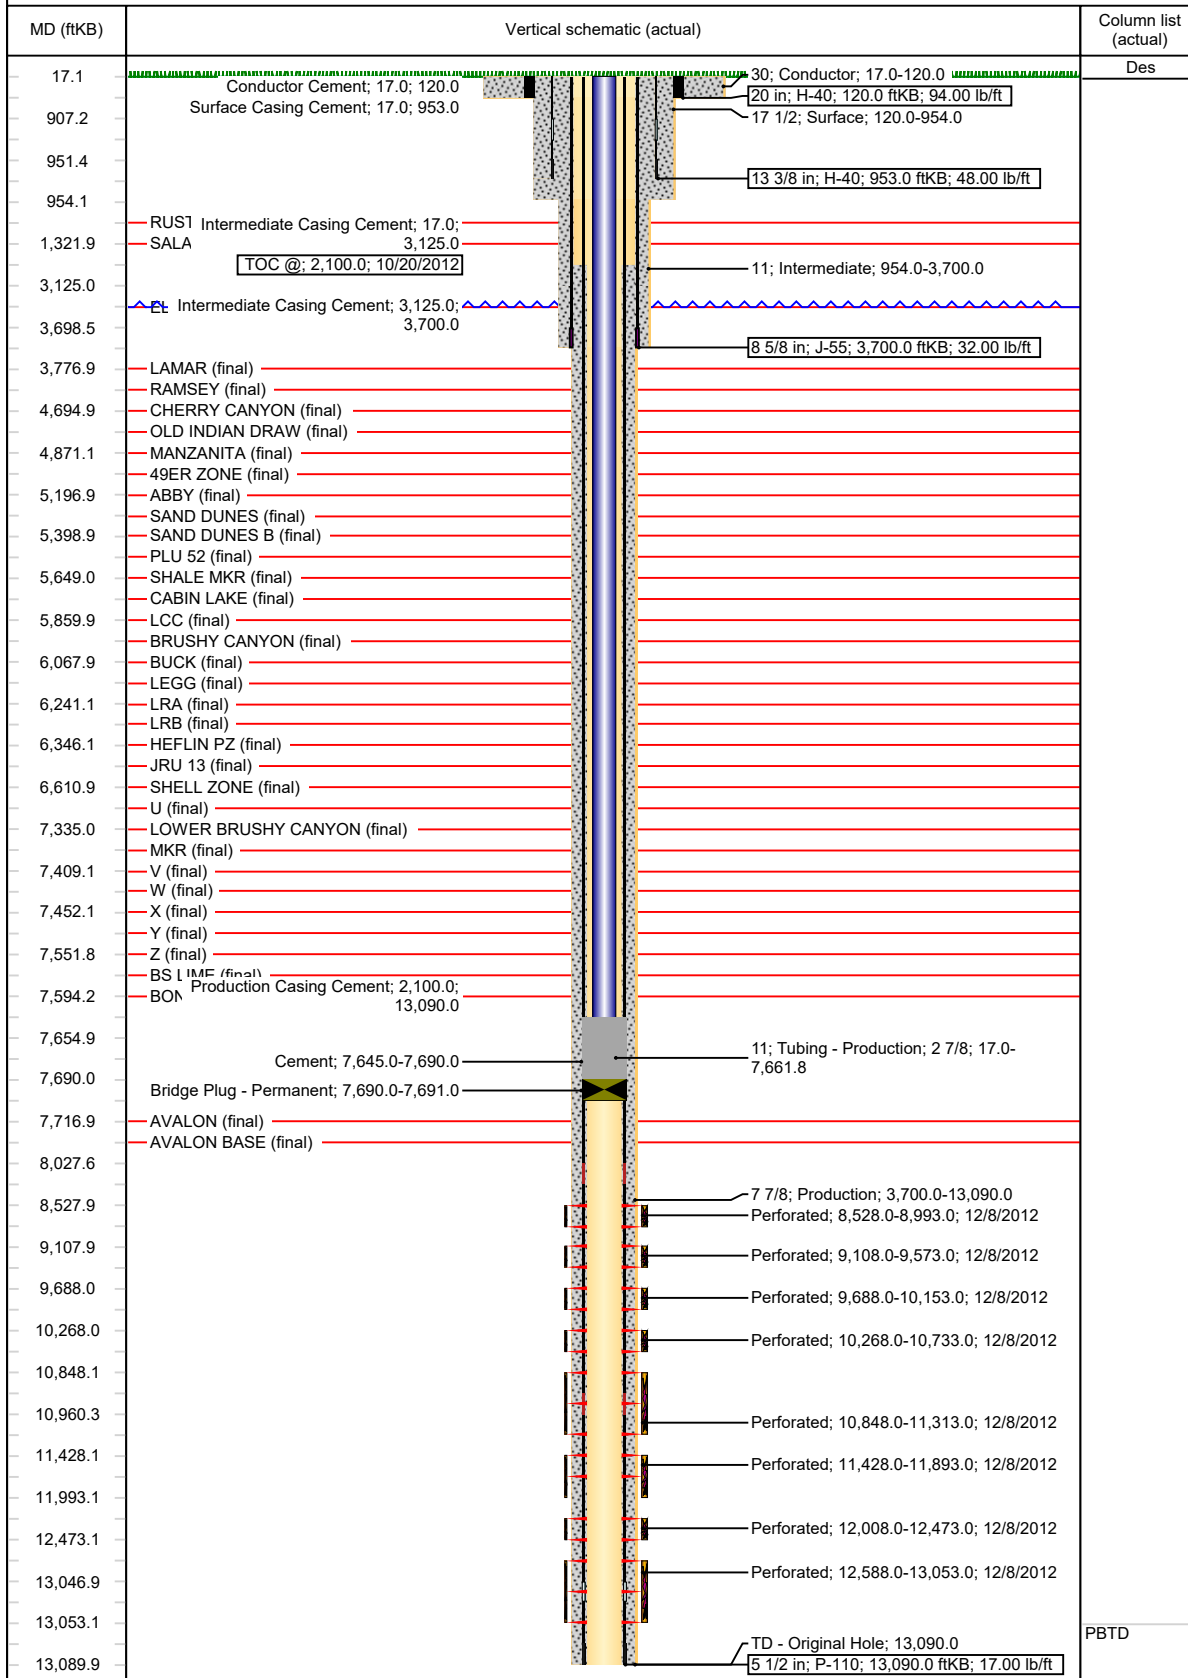 MD (ftKB)
Vertical schematic (actual)
Column list
(actual)
Des
17.1
907.2
951.4
954.1
1,321.9
3,125.0
3,698.5
3,776.9
4,694.9
4,871.1
5,196.9
5,398.9
5,649.0
5,859.9
6,067.9
6,241.1
6,346.1
6,610.9
7,335.0
7,409.1
7,452.1
7,551.8
7,594.2
7,654.9
7,690.0
7,716.9
8,027.6
8,527.9
9,107.9
9,688.0
10,268.0
10,848.1
10,960.3
11,428.1
11,993.1
12,473.1
13,046.9
13,053.1
13,089.9
Conductor Cement; 17.0; 120.0
Surface Casing Cement; 17.0; 953.0
RUST
Intermediate Casing Cement; 17.0;
3,125.0
SALA
TOC @; 2,100.0; 10/20/2012
Intermediate Casing Cement; 3,125.0;
3,700.0
LAMAR (final)
RAMSEY (final)
CHERRY CANYON (final)
OLD INDIAN DRAW (final)
MANZANITA (final)
49ER ZONE (final)
ABBY (final)
SAND DUNES (final)
SAND DUNES B (final)
PLU 52 (final)
SHALE MKR (final)
CABIN LAKE (final)
LCC (final)
BRUSHY CANYON (final)
BUCK (final)
LEGG (final)
LRA (final)
LRB (final)
HEFLIN PZ (final)
JRU 13 (final)
SHELL ZONE (final)
U (final)
LOWER BRUSHY CANYON (final)
MKR (final)
V (final)
W (final)
X (final)
Y (final)
Z (final)
BS LIME (final)
BON
Production Casing Cement; 2,100.0;
13,090.0
Cement; 7,645.0-7,690.0
Bridge Plug - Permanent; 7,690.0-7,691.0
AVALON (final)
AVALON BASE (final)
30; Conductor; 17.0-120.0
20 in; H-40; 120.0 ftKB; 94.00 lb/ft
17 1/2; Surface; 120.0-954.0
13 3/8 in; H-40; 953.0 ftKB; 48.00 lb/ft
11; Intermediate; 954.0-3,700.0
8 5/8 in; J-55; 3,700.0 ftKB; 32.00 lb/ft
11; Tubing - Production; 2 7/8; 17.0-
7,661.8
7 7/8; Production; 3,700.0-13,090.0
Perforated; 8,528.0-8,993.0; 12/8/2012
Perforated; 9,108.0-9,573.0; 12/8/2012
Perforated; 9,688.0-10,153.0; 12/8/2012
Perforated; 10,268.0-10,733.0; 12/8/2012
Perforated; 10,848.0-11,313.0; 12/8/2012
Perforated; 11,428.0-11,893.0; 12/8/2012
Perforated; 12,008.0-12,473.0; 12/8/2012
Perforated; 12,588.0-13,053.0; 12/8/2012
TD - Original Hole; 13,090.0
5 1/2 in; P-110; 13,090.0 ftKB; 17.00 lb/ft
PBTD